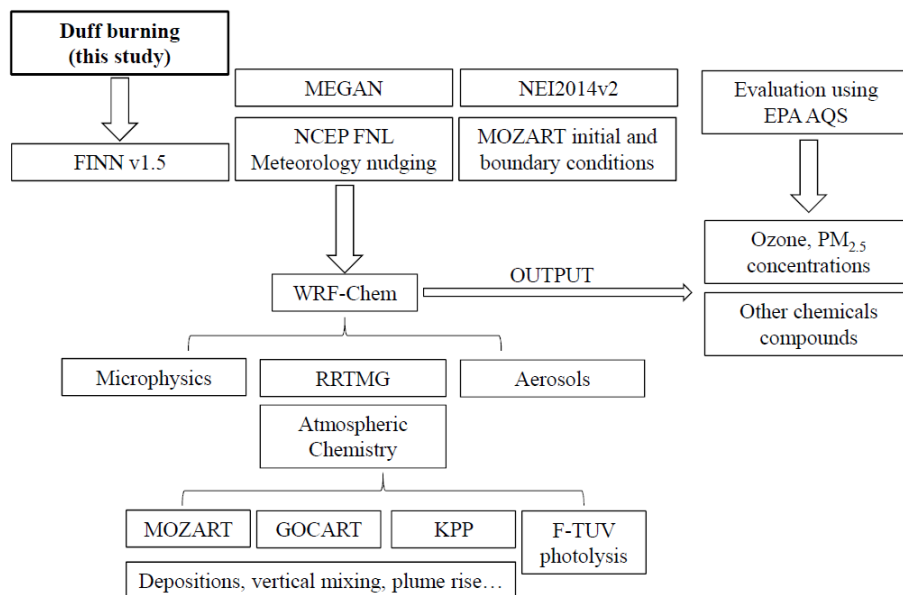 Duff burning
(this study)
MEGAN
NEI2014v2
Evaluation using
EPA AQS
FINN v1.5
NCEP FNL
Meteorology nudging
MOZART initial and
boundary conditions
Ozone, PM2.5
concentrations
WRF-Chem
OUTPUT
Other chemicals
compounds
Microphysics
RRTMG
Aerosols
Atmospheric
Chemistry
MOZART
GOCART
KPP
F-TUV
photolysis
Depositions, vertical mixing, plume rise…